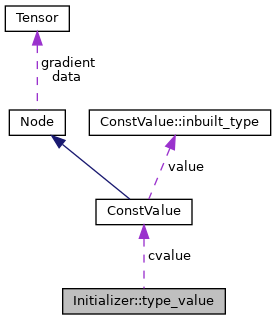 Tensor
gradient
data
Node
ConstValue::inbuilt_type
value
ConstValue
cvalue
Initializer::type_value